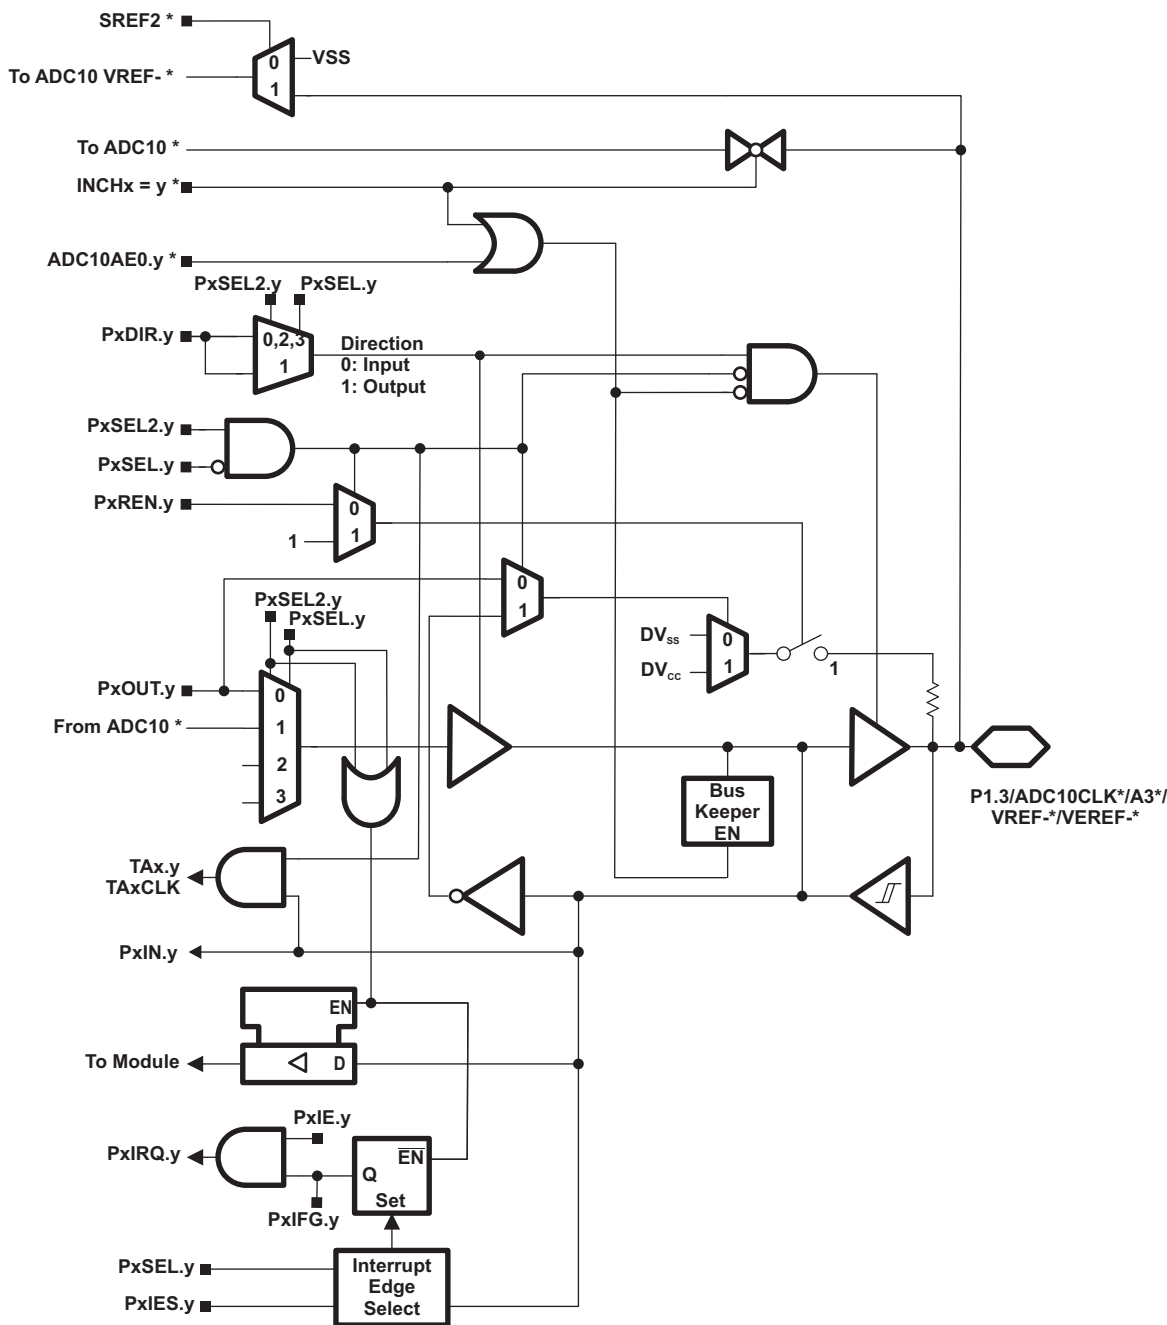 SREF2 *
0
VSS
To ADC10 VREF- *
1
To ADC10 *
INCHx = y *
ADC10AE0.y *
PxSEL2.y
PxSEL.y
PxDIR.y
0,2,3
1
Direction
0: Input
1: Output
PxSEL2.y
PxSEL.y
PxREN.y
0
1
1
0
1
PxSEL2.y
PxSEL.y
DVSS
0
DVCC
1
1
PxOUT.y
0
From ADC10 *
1
2
3
Bus
Keeper
EN
P1.3/ADC10CLK*/A3*/
VREF-*/VEREF-*
TAx.y
TAxCLK
PxIN.y
EN
To Module
D
PxIE.y
PxIRQ.y
EN
Q
Set
PxIFG.y
PxSEL.y
PxIES.y
Interrupt
Edge
Select